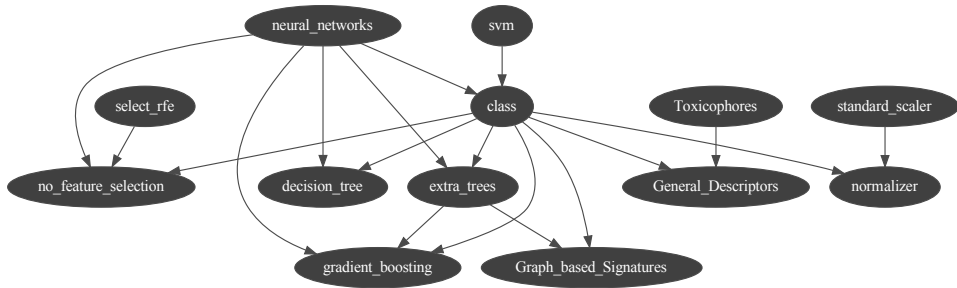 neural_networks
svm
select_rfe
class
Toxicophores
standard_scaler
no_feature_selection
decision_tree
extra_trees
General_Descriptors
normalizer
gradient_boosting
Graph_based_Signatures